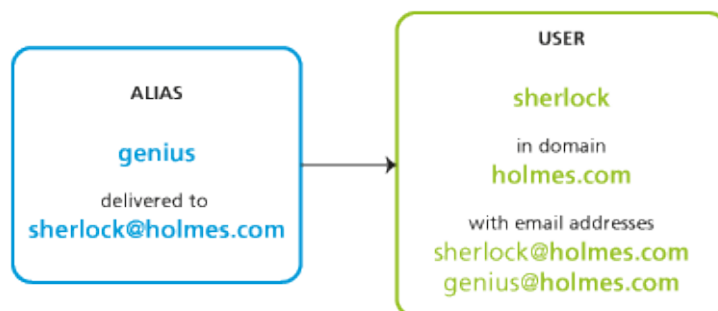 ALIAS
genius
delivered to
sherlock@holmes.com
USER
sherlock
in domain
holmes.com
with email addresses
sherlock@holmes.com
genius@holmes.com